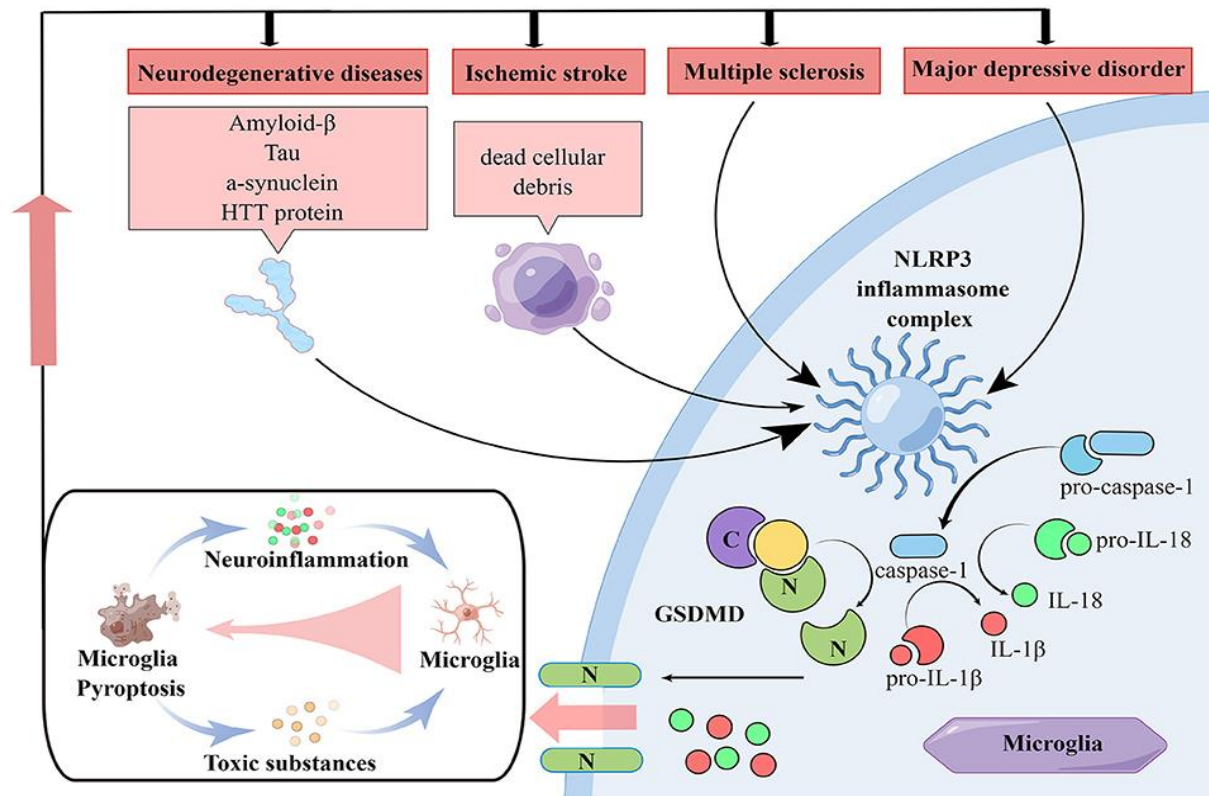 Neurodegenerative diseases
Ischemic stroke
Multiple sclerosis
Major depressive disorder
Amyloid-β
Tau
a-synuclein
HTT protein
dead cellular
debris
NLRP3
inflammasome
complex
pro-caspase-1
caspase-1
pro-IL-18
IL-18
IL-1β
pro-IL-1β
C
N
GSDMD
N
N
N
Neuroinflammation
Microglia
Pyroptosis
Microglia
Toxic substances
Microglia